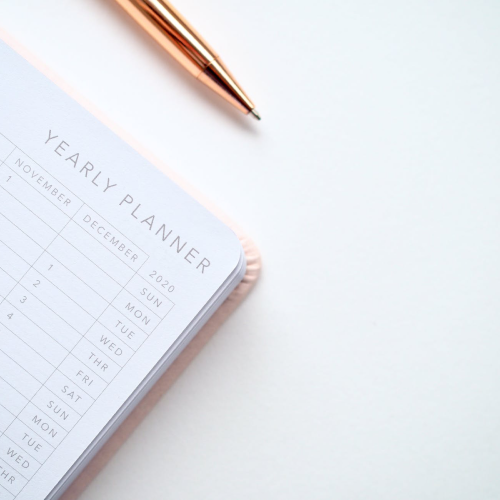 YEARLY PLANNER
NOVEMBER DECEMBER 2020
1 SUN
MON
1 TUE
2 WED
3 THR
4 FRI
SAT
SUN
MON
TUE
WED
THR